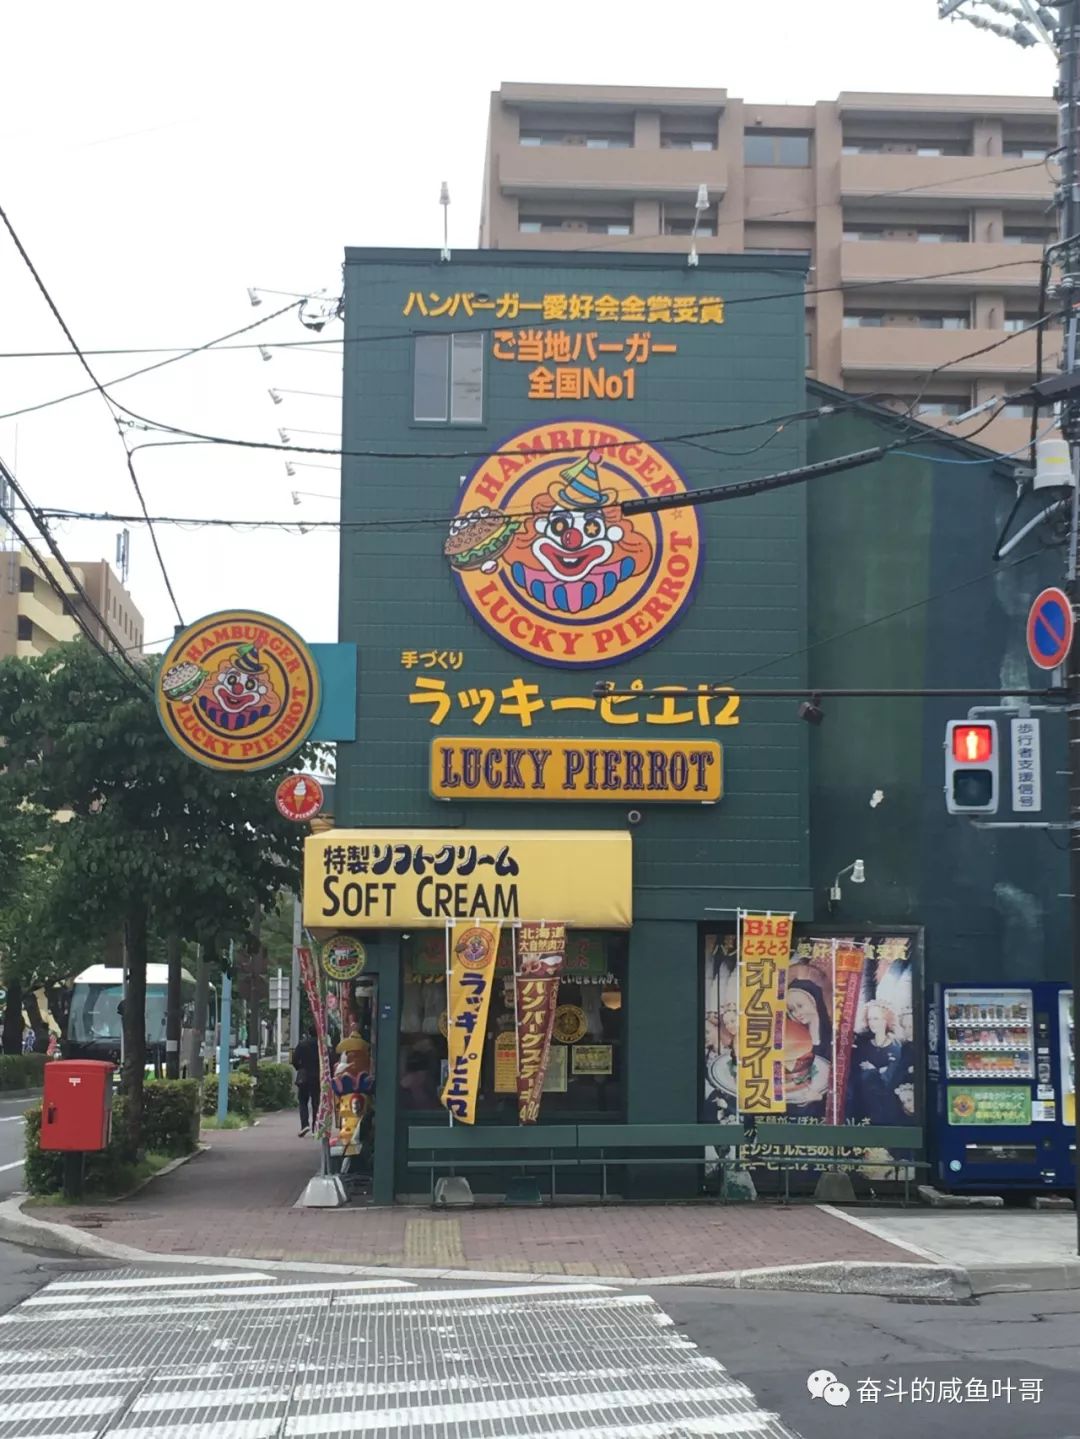 ハンバーガー愛好会金賞受賞
ご当地バーガー
全国No1
HAMBURGER
LUCKY PIERROT
HAMBURGER
LUCKY PIERROT
手づくり
ラッキーピエロ
LUCKY PIERROT
歩行者支援信号
特製ソフトクリーム
SOFT CREAM
ラッキーピエロ
北海道
ハンバーグステーキ
Big
とろとろ
オムライス
奋斗的咸鱼叶哥